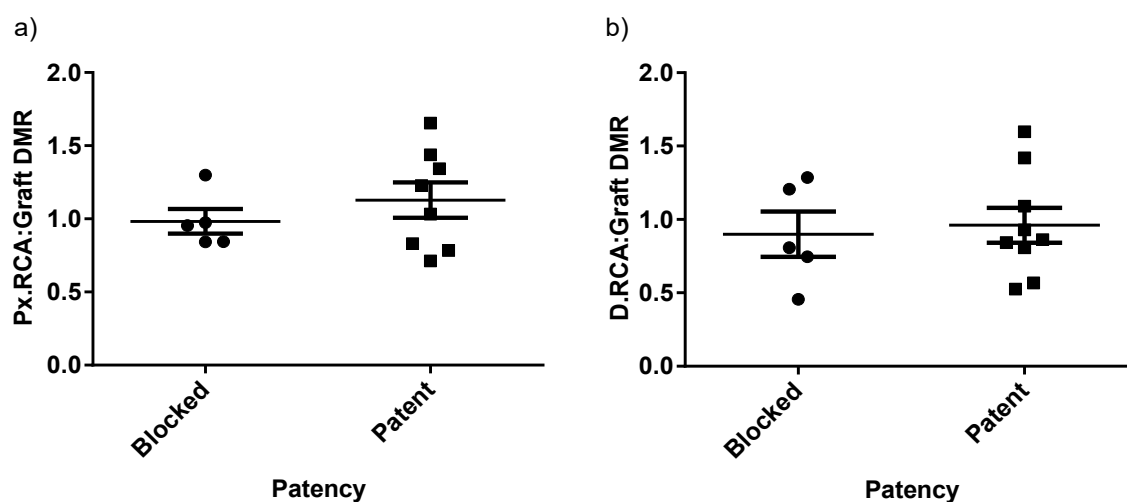 a)
Px.RCA:Graft DMR
2.0
1.5
1.0
0.5
0.0
Blocked
Patent
Patency
b)
D.RCA:Graft DMR
2.0
1.5
1.0
0.5
0.0
Blocked
Patent
Patency